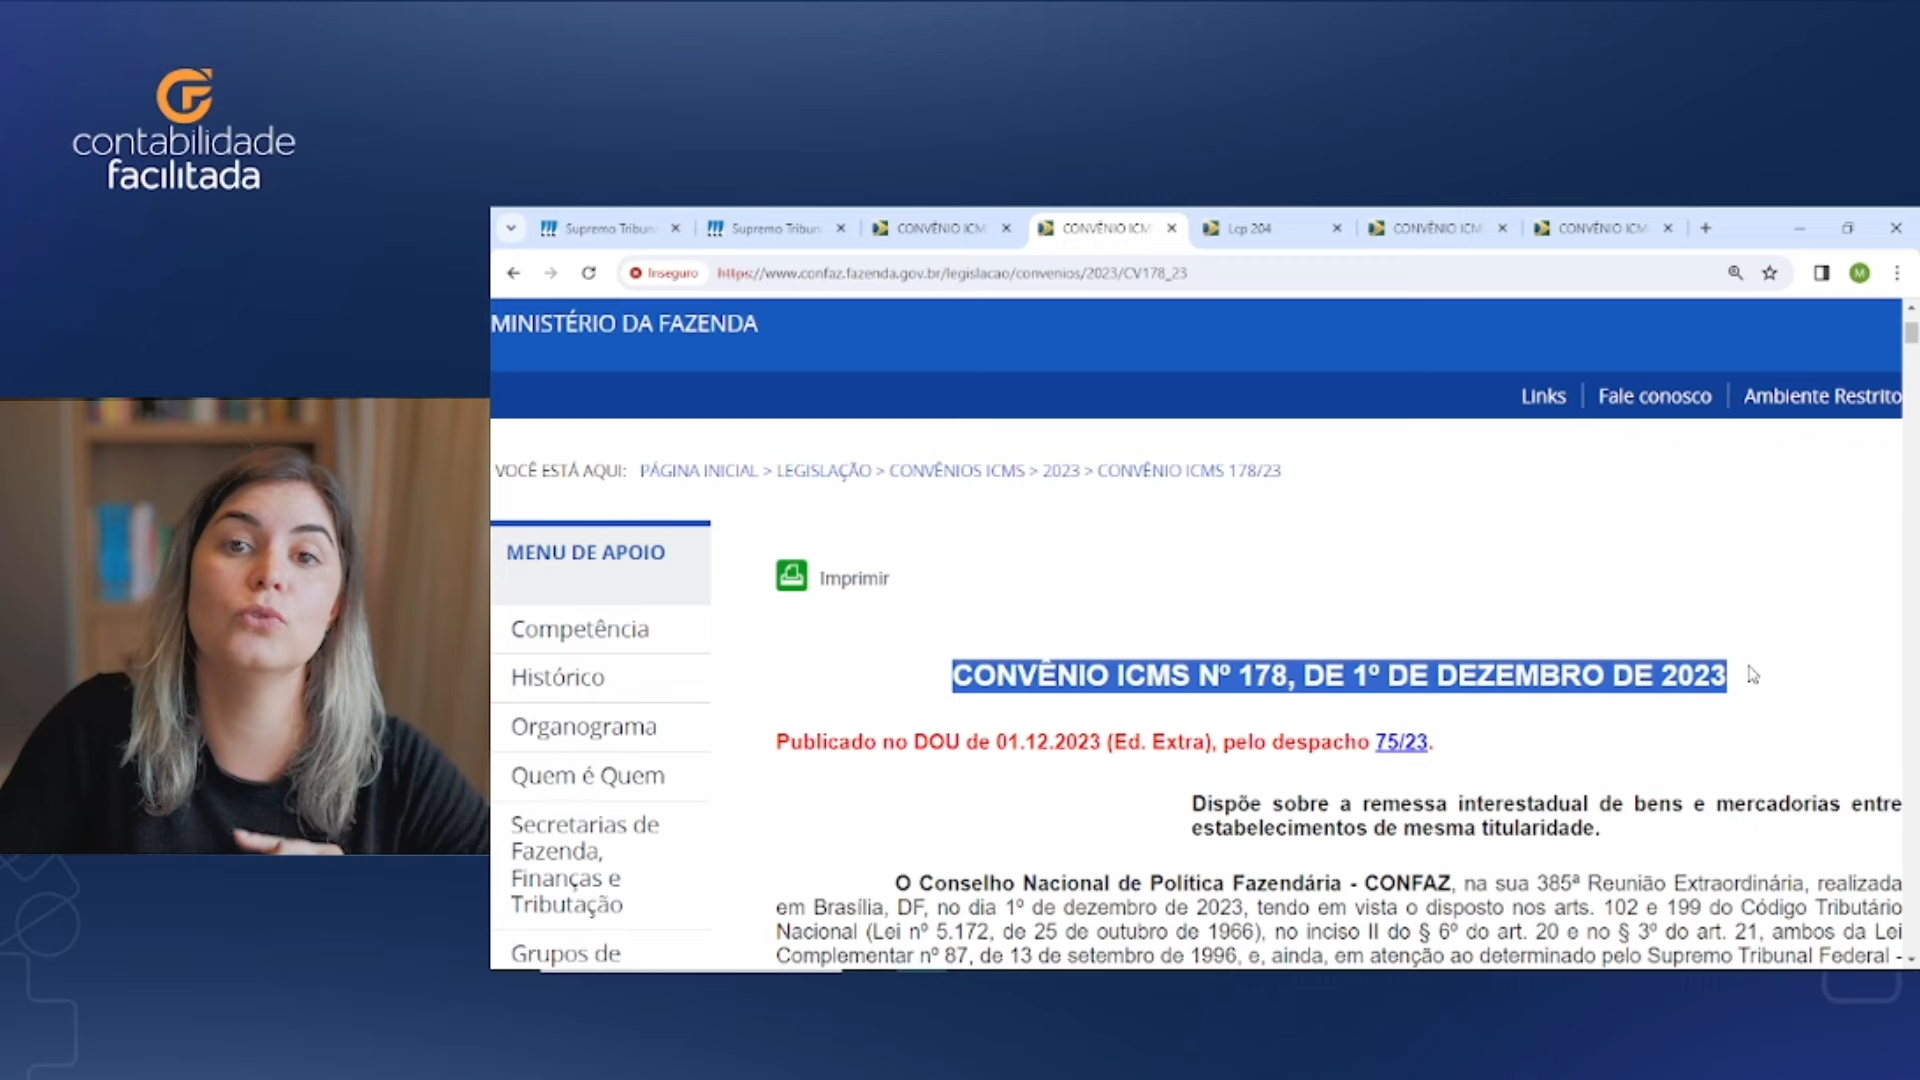 contabilidade
facilitada
Supremo Tribun
Supremo Tribun
CONVÊNIO ICM
CONVÊNIO ICM
Lcp 204
CONVÊNIO ICM
CONVÊNIO ICM
Inseguro
https://www.confaz.fazenda.gov.br/legislacao/convenios/2023/CV178_23
M
MINISTÉRIO DA FAZENDA
Links
Fale conosco
Ambiente Restrito
VOCÊ ESTÁ AQUI: PÁGINA INICIAL > LEGISLAÇÃO > CONVÊNIOS ICMS > 2023 > CONVÊNIO ICMS 178/23
MENU DE APOIO
Competência
Histórico
Organograma
Quem é Quem
Secretarias de
Fazenda,
Finanças e
Tributação
Grupos de
Imprimir
CONVÊNIO ICMS Nº 178, DE 1º DE DEZEMBRO DE 2023
Publicado no DOU de 01.12.2023 (Ed. Extra), pelo despacho 75/23.
Dispõe sobre a remessa interestadual de bens e mercadorias entre
estabelecimentos de mesma titularidade.
O Conselho Nacional de Política Fazendária - CONFAZ, na sua 385ª Reunião Extraordinária, realizada
em Brasília, DF, no dia 1º de dezembro de 2023, tendo em vista o disposto nos arts. 102 e 199 do Código Tributário
Nacional (Lei nº 5.172, de 25 de outubro de 1966), no inciso II do § 6º do art. 20 e no § 3º do art. 21, ambos da Lei
Complementar nº 87, de 13 de setembro de 1996, e, ainda, em atenção ao determinado pelo Supremo Tribunal Federal -